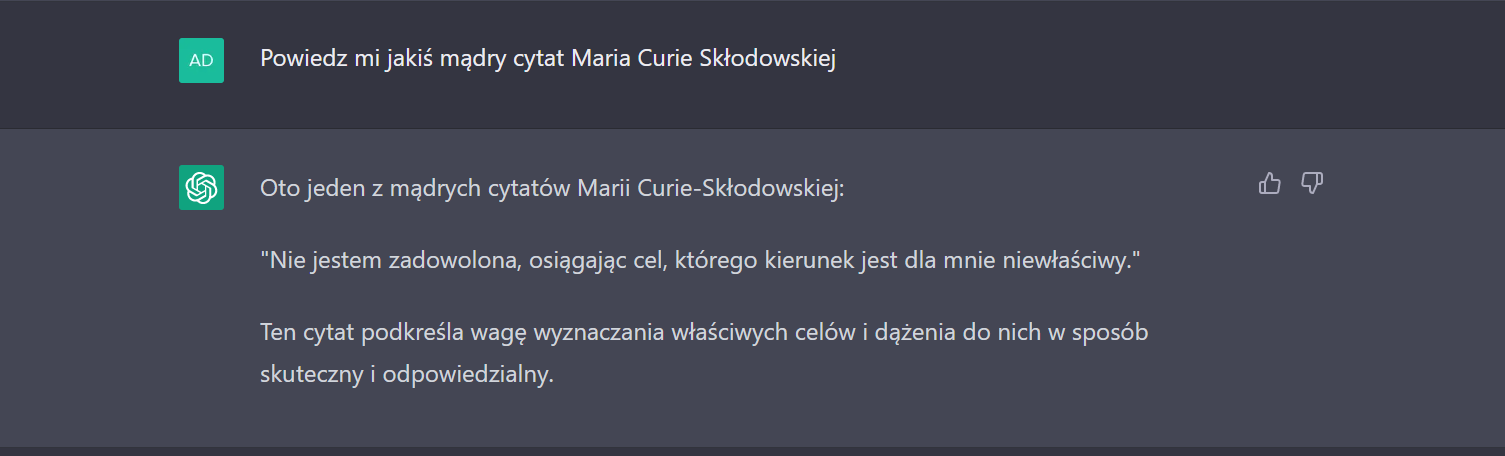 AD
Powiedz mi jakiś mądry cytat Maria Curie Skłodowskiej
Oto jeden z mądrych cytatów Marii Curie-Skłodowskiej:
"Nie jestem zadowolona, osiągając cel, którego kierunek jest dla mnie niewłaściwy."
Ten cytat podkreśla wagę wyznaczania właściwych celów i dążenia do nich w sposób
skuteczny i odpowiedzialny.